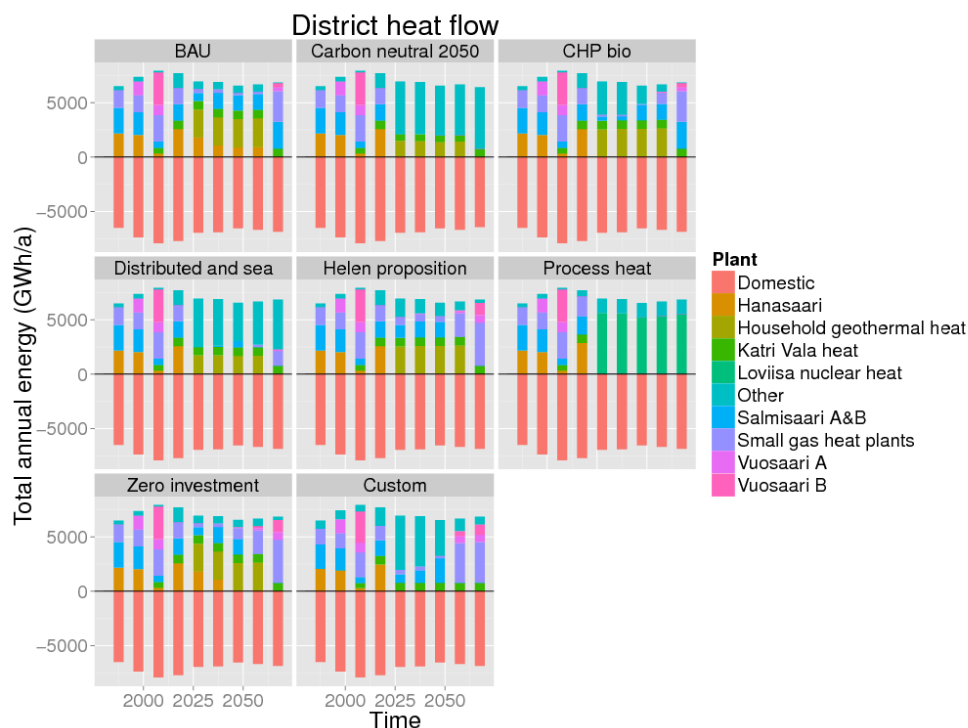 District heat flow
BAU
Carbon neutral 2050
CHP bio
5000
0
−5000
Distributed and sea
Helen proposition
Process heat
5000
0
−5000
Zero investment
Custom
5000
0
−5000
2000 2025 2050
2000 2025 2050
Time
Total annual energy (GWh/a)
Plant
Domestic
Hanasaari
Household geothermal heat
Katri Vala heat
Loviisa nuclear heat
Other
Salmisaari A&B
Small gas heat plants
Vuosaari A
Vuosaari B